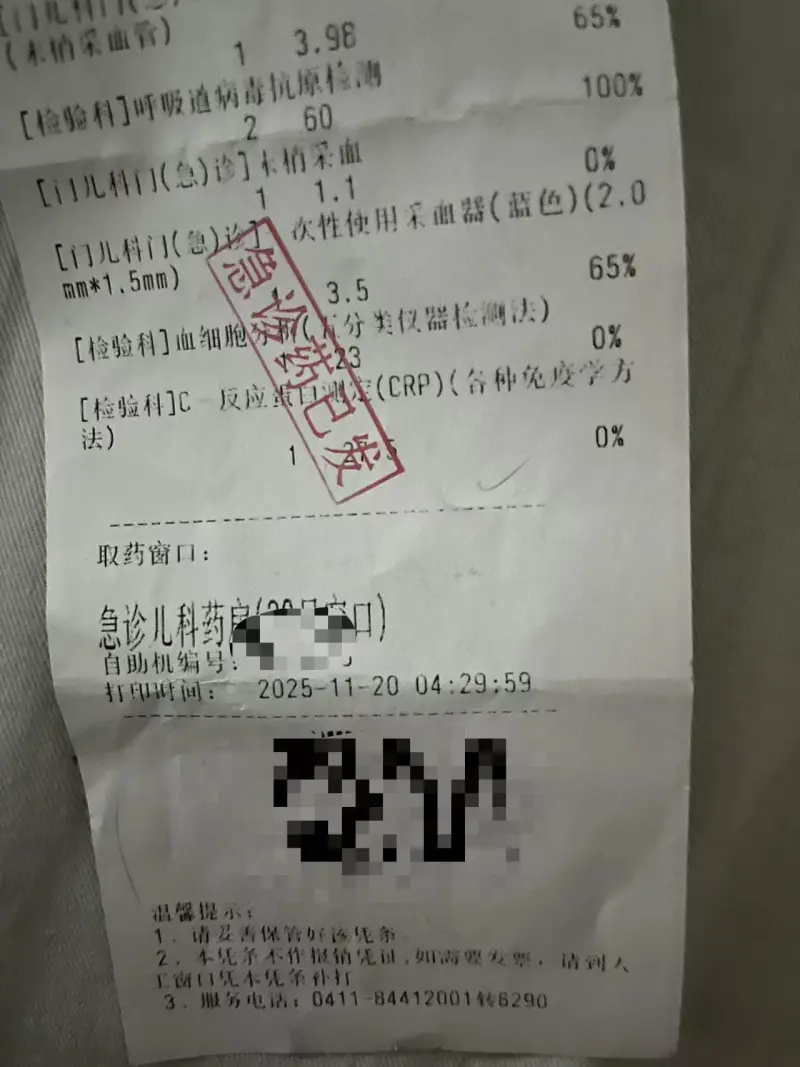 [门儿科门(急)
65%
(末梢采血管)
1 3.98
[检验科]呼吸道病毒抗原检测
100%
2 60
[门儿科门(急)诊]末梢采血
0%
1 1.1
[门儿科门(急)诊] 次性使用采血器(蓝色)(2.0
mm*1.5mm)
65%
1 3.5
[检验科]血细胞分析(五分类仪器检测法)
0%
1 23
[检验科]C 反应蛋白测定(CRP)(各种免疫学方
法)
0%
1
急诊药已发
取药窗口:
急诊儿科药房 口)
自助机编号:
打印时间: 2025-11-20 04:29:59
温馨提示:
1. 请妥善保管好该凭条
2. 本凭条不作报销凭证,如需要发票, 请到人
工窗口凭本凭条补打
3. 服务电话: 0411-84412001转8290